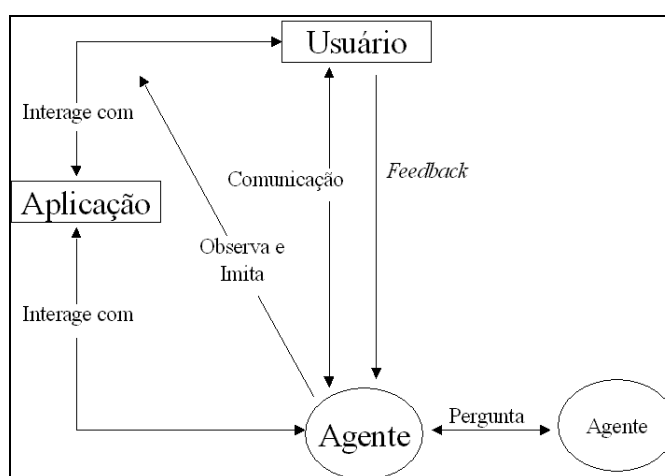 Usuário
Interage com
Comunicação
Feedback
Aplicação
Observa e
Imita
Interage com
Pergunta
Agente
Agente